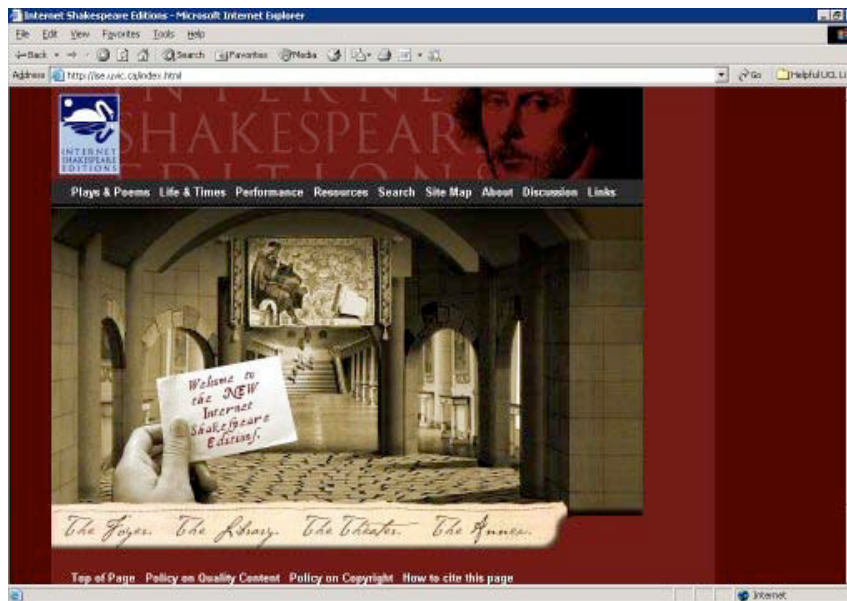 Internet Shakespeare Editions - Microsoft Internet Explorer
File Edit View Favorites Tools Help
Back Search Favorites Media
Address http://ise.uvic.ca/index.html Go Helpful UCL Li
INTERNET
SHAKESPEARE
EDITIONS
INTERNET
SHAKESPEARE
EDITIONS
Plays & Poems Life & Times Performance Resources Search Site Map About Discussion Links
Welcome to
the NEW
Internet
Shakeſpeare
Editionſ.
The Foyer. The Library. The Theater. The Annex.
Top of Page Policy on Quality Content Policy on Copyright How to cite this page
Internet